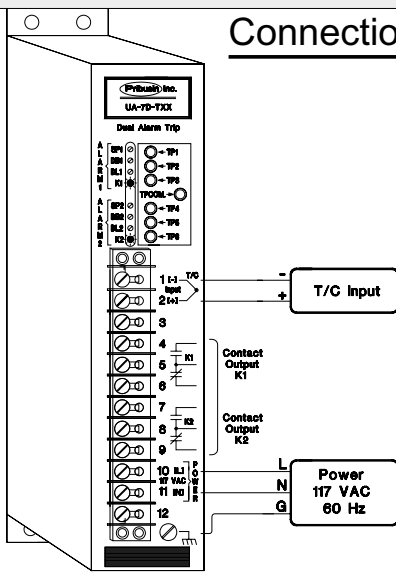 Connectio
Pribusin Inc.
UA-7D-TXX
Dual Alarm Trip
ALARM 1
SP1
DB1
DL1
K1
TP1
TP2
TP3
TPCOM.
ALARM 2
SP2
DB2
DL2
K2
TP4
TP5
TP6
1 [-] T/C
Input
2 [+]
3
4
5
6
K1
7
8
9
K2
10 [L]
117 VAC
11 [N]
POWER
12
- 
+
T/C Input
Contact
Output
K1
Contact
Output
K2
L
N
G
Power
117 VAC
60 Hz